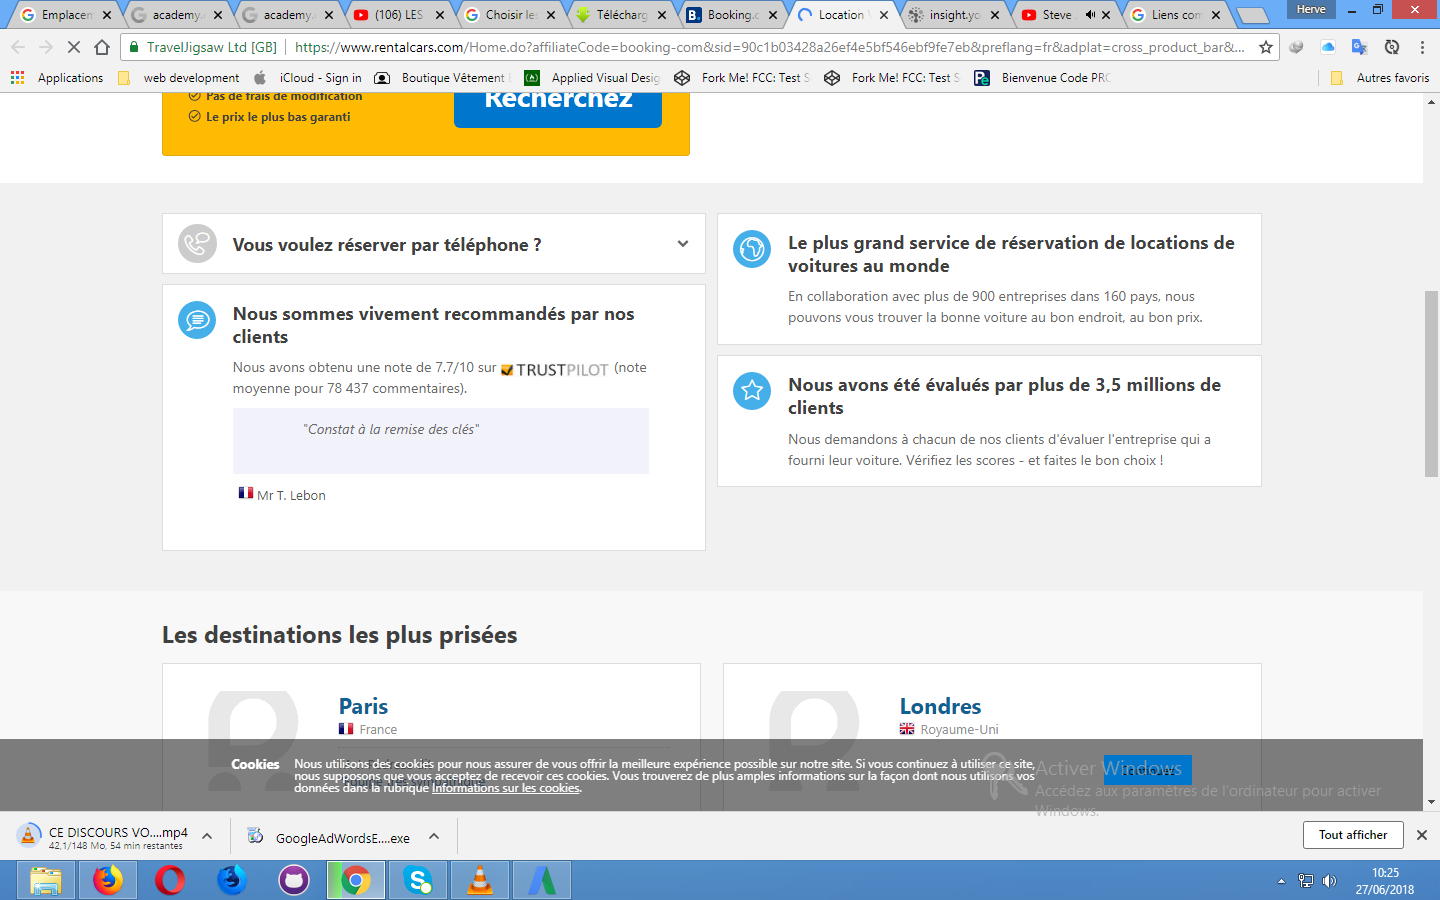 Emplacem
academy.
academy.
(106) LES
Choisir les
Télécharg
Booking.c
Location V
insight.yo
Steve
Liens com
Herve
TravelJigsaw Ltd [GB]
https://www.rentalcars.com/Home.do?affiliateCode=booking-com&sid=90c1b03428a26ef4e5bf546ebf9fe7eb&preflang=fr&adplat=cross_product_bar&...
Applications
web development
iCloud - Sign in
Boutique Vêtement
Applied Visual Desig
Fork Me! FCC: Test S
Fork Me! FCC: Test S
Pe
Bienvenue Code PRO
Autres favoris
Pas de frais de modification
Le prix le plus bas garanti
Recherchez
Vous voulez réserver par téléphone ?
Nous sommes vivement recommandés par nos
clients
Nous avons obtenu une note de 7.7/10 sur TRUSTPILOT (note
moyenne pour 78 437 commentaires).
"Constat à la remise des clés"
Mr T. Lebon
Le plus grand service de réservation de locations de
voitures au monde
En collaboration avec plus de 900 entreprises dans 160 pays, nous
pouvons vous trouver la bonne voiture au bon endroit, au bon prix.
Nous avons été évalués par plus de 3,5 millions de
clients
Nous demandons à chacun de nos clients d'évaluer l'entreprise qui a
fourni leur voiture. Vérifiez les scores - et faites le bon choix !
Les destinations les plus prisées
Paris
France
Londres
Royaume-Uni
Cookies
Nous utilisons des cookies pour nous assurer de vous offrir la meilleure expérience possible sur notre site. Si vous continuez à utiliser ce site,
nous supposons que vous acceptez de recevoir ces cookies. Vous trouverez de plus amples informations sur la façon dont nous utilisons vos
données dans la rubrique Informations sur les cookies.
Activer Windows
Accédez aux paramètres de l'ordinateur pour activer
Windows.
CE DISCOURS VO....mp4
42,1/148 Mo, 54 min restantes
GoogleAdWordsE....exe
Tout afficher
10:25
27/06/2018